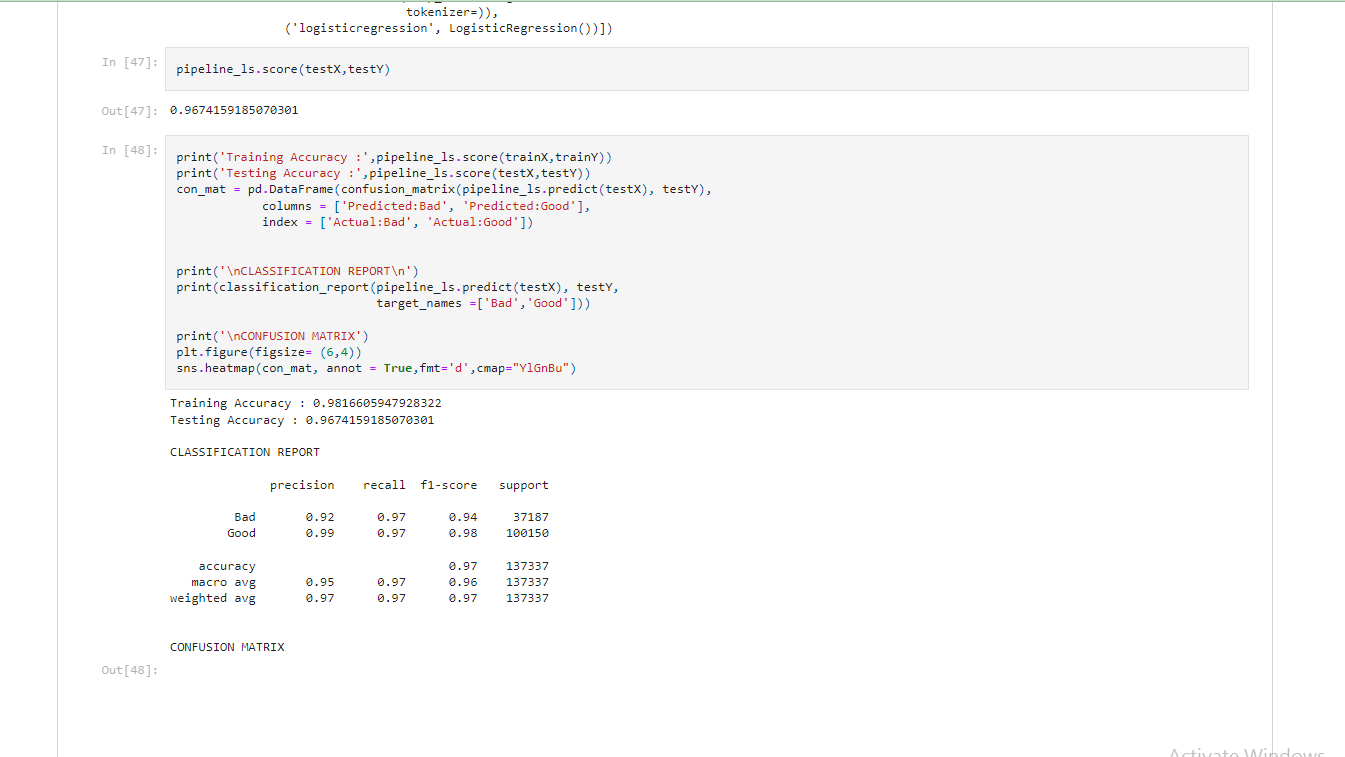 tokenizer=)),
('logisticregression', LogisticRegression())])
In [47]:
pipeline_ls.score(testX,testY)
Out[47]: 0.9674159185070301
In [48]:
print('Training Accuracy :',pipeline_ls.score(trainX,trainY))
print('Testing Accuracy :',pipeline_ls.score(testX,testY))
con_mat = pd.DataFrame(confusion_matrix(pipeline_ls.predict(testX), testY),
columns = ['Predicted:Bad', 'Predicted:Good'],
index = ['Actual:Bad', 'Actual:Good'])
print('\nCLASSIFICATION REPORT\n')
print(classification_report(pipeline_ls.predict(testX), testY,
target_names =['Bad','Good']))
print('\nCONFUSION MATRIX')
plt.figure(figsize= (6,4))
sns.heatmap(con_mat, annot = True,fmt='d',cmap="YlGnBu")
Training Accuracy : 0.9816605947928322
Testing Accuracy : 0.9674159185070301
CLASSIFICATION REPORT
precision recall f1-score support
Bad 0.92 0.97 0.94 37187
Good 0.99 0.97 0.98 100150
accuracy 0.97 137337
macro avg 0.95 0.97 0.96 137337
weighted avg 0.97 0.97 0.97 137337
CONFUSION MATRIX
Out[48]:
Activate Windows